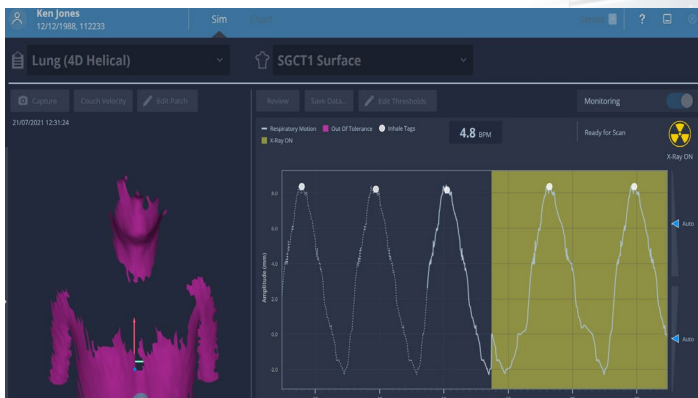 Ken Jones
12/12/1988, 112233
Sim
?
Lung (4D Helical)
SGCT1 Surface
Capture
Couch Velocity
Edit Patch
Review
Save Data...
Edit Thresholds
Monitoring
21/07/2021 12:31:24
Respiratory Motion
Out Of Tolerance
Inhale Tags
X-Ray ON
4.8 BPM
Ready for Scan
X-Ray ON
Amplitude (mm)
8.0
6.0
4.0
2.0
0.0
-2.0
Auto
Auto